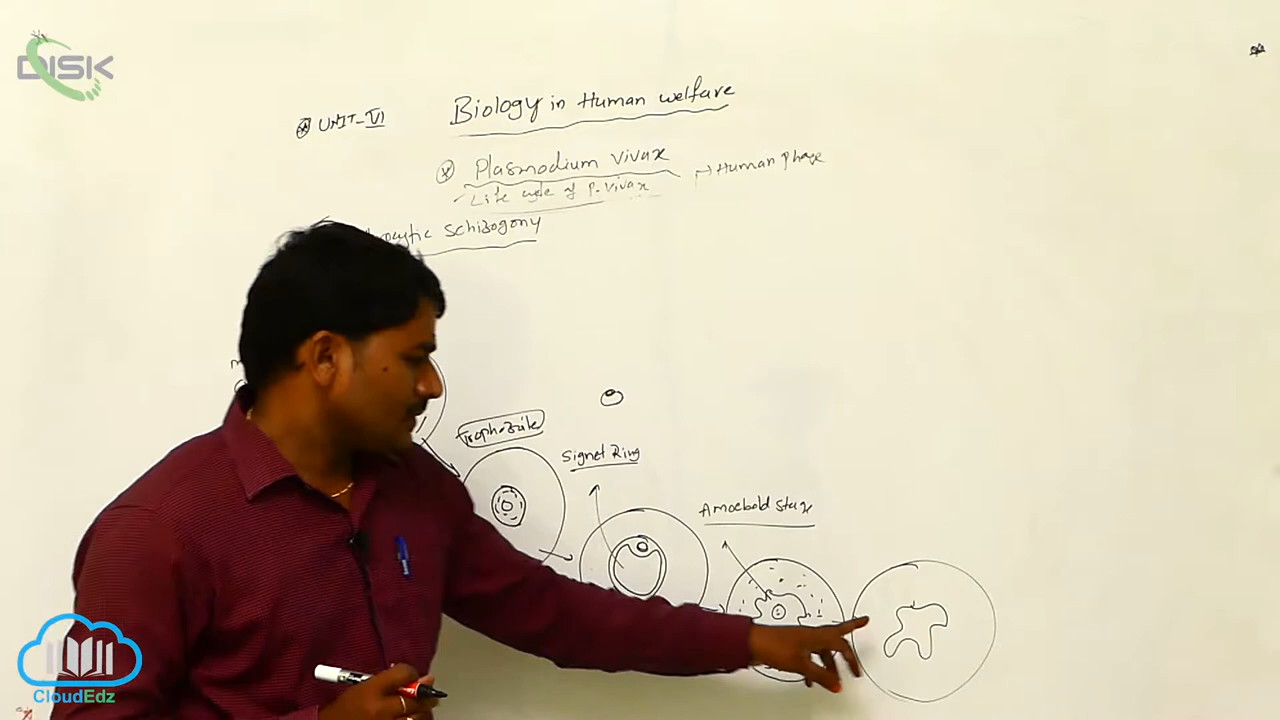 DISK
UNIT-VI
Biology in Human welfare
Plasmodium vivax
Life cycle of P. vivax
→ Human Phase
Schizogony
Trophozoite
Signet Ring
Amoeboid Stage
CloudEdz